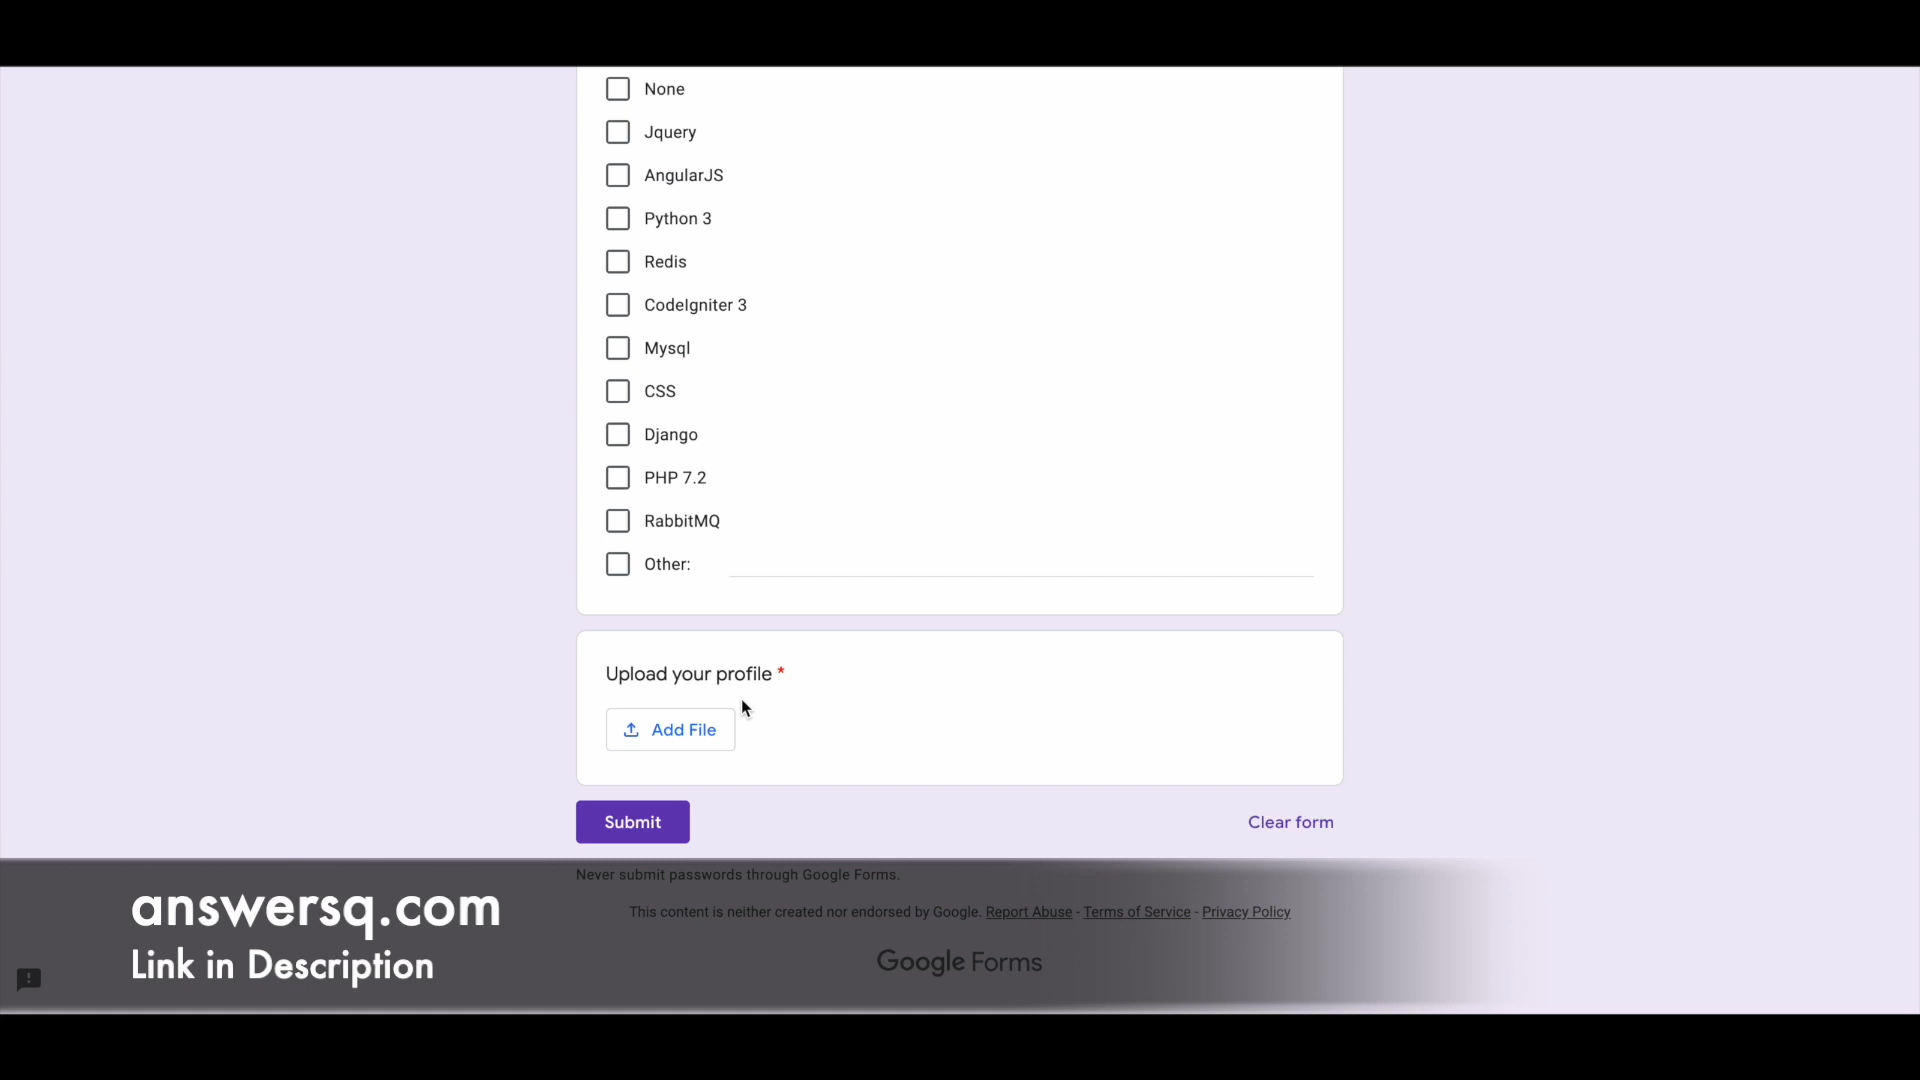 None
Jquery
AngularJS
Python 3
Redis
CodeIgniter 3
Mysql
CSS
Django
PHP 7.2
RabbitMQ
Other:
Upload your profile *
Add File
Submit
Clear form
Never submit passwords through Google Forms.
This content is neither created nor endorsed by Google. Report Abuse - Terms of Service - Privacy Policy
Google Forms
answersq.com
Link in Description